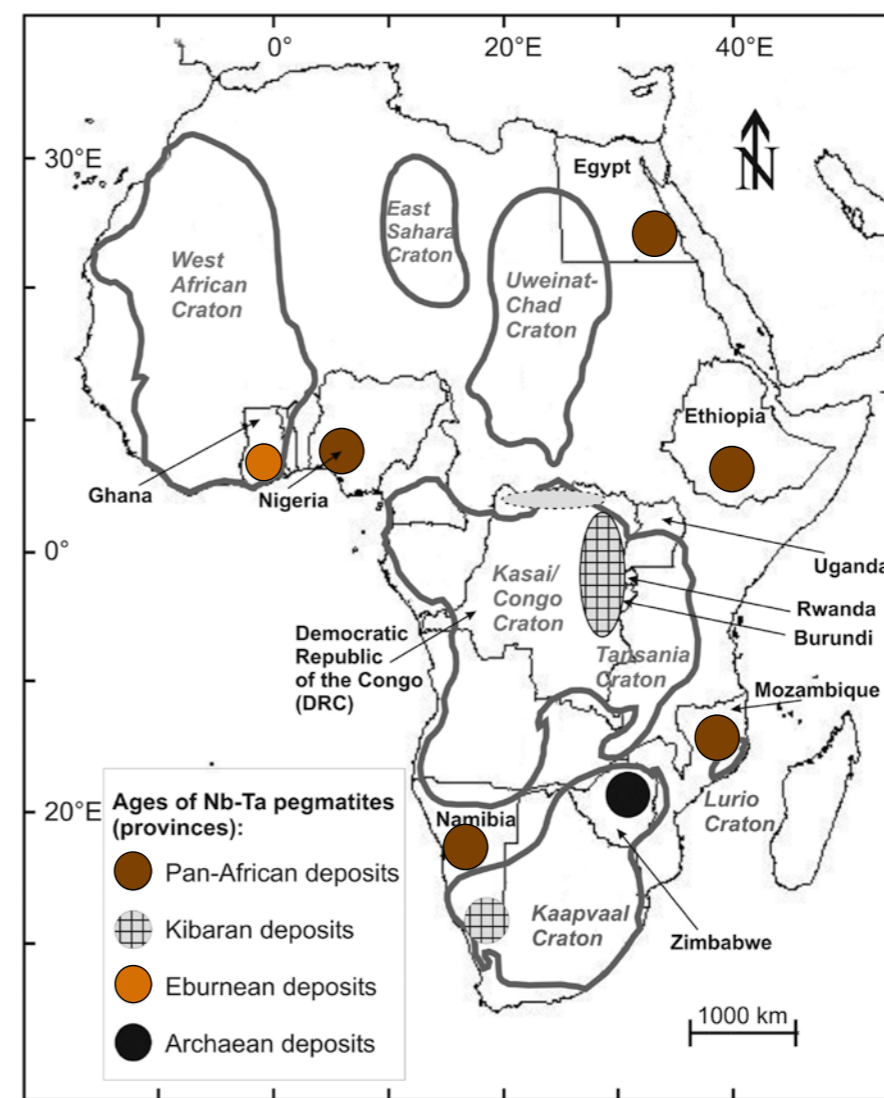 0°
20°E
40°E
30°E
N
Egypt
East
Sahara
Craton
West
African
Craton
Uweinat-
Chad
Craton
Ethiopia
Ghana
Nigeria
0°
Uganda
Kasai/
Congo
Craton
Rwanda
Burundi
Democratic
Republic
of the Congo
(DRC)
Tansania
Craton
Mozambique
20°E
Namibia
Lurio
Craton
Kaapvaal
Craton
Zimbabwe
Ages of Nb-Ta pegmatites
(provinces):
Pan-African deposits
Kibaran deposits
Eburnean deposits
Archaean deposits
1000 km